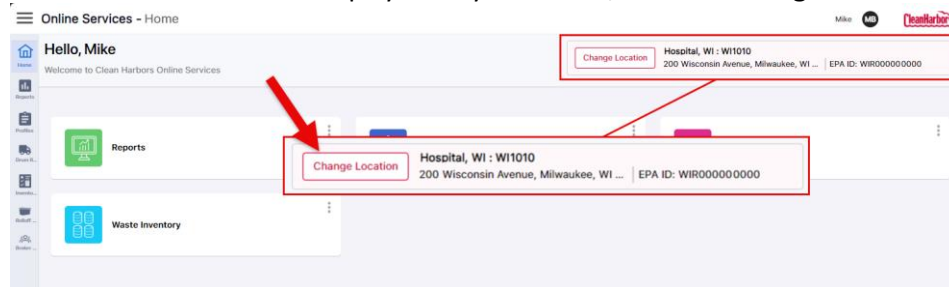 Online Services - Home
Mike MB CleanHarbor
Hello, Mike
Welcome to Clean Harbors Online Services
Change Location
Hospital, WI : WI1010
200 Wisconsin Avenue, Milwaukee, WI ... | EPA ID: WIR000000000
Home
Reports
Profiles
Reports
Change Location
Hospital, WI : WI1010
200 Wisconsin Avenue, Milwaukee, WI ... | EPA ID: WIR000000000
Waste Inventory